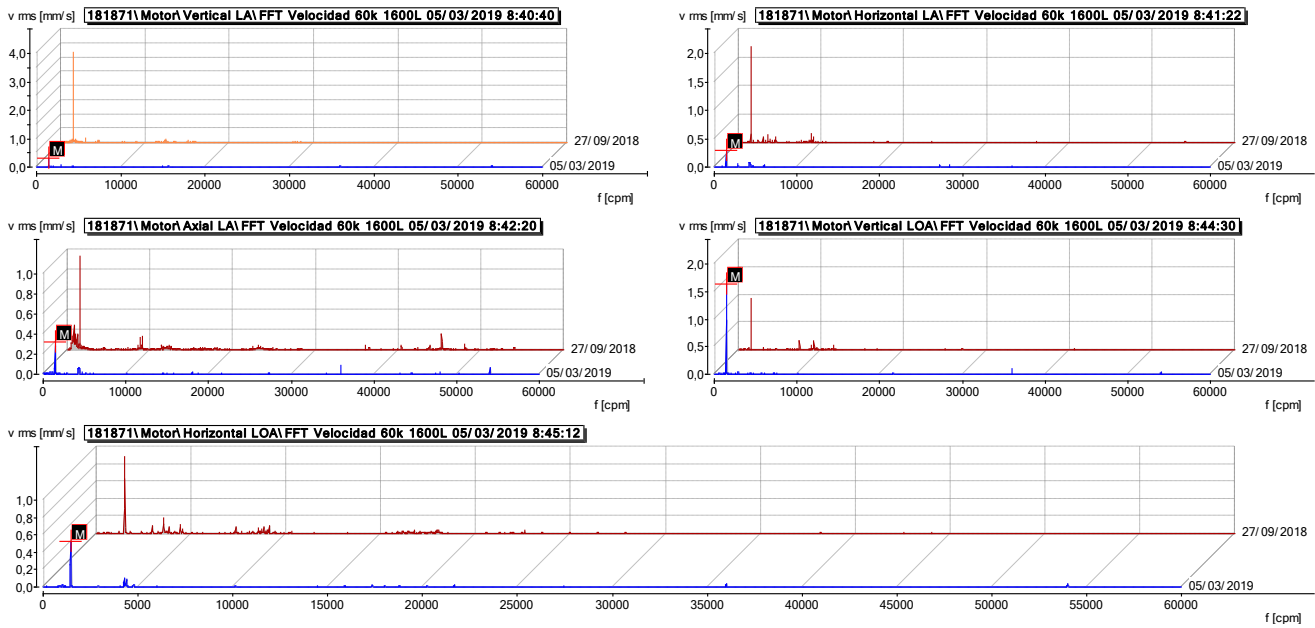 v rms [mm/s] 181871\Motor\Vertical LA\FFT Velocidad 60k 1600L 05/03/2019 8:40:40
4,0
3,0
2,0
1,0
0,0
M
27/09/2018
05/03/2019
0 10000 20000 30000 40000 50000 60000
f [cpm]
v rms [mm/s] 181871\Motor\Horizontal LA\FFT Velocidad 60k 1600L 05/03/2019 8:41:22
2,0
1,5
1,0
0,5
0,0
M
27/09/2018
05/03/2019
0 10000 20000 30000 40000 50000 60000
f [cpm]
v rms [mm/s] 181871\Motor\Axial LA\FFT Velocidad 60k 1600L 05/03/2019 8:42:20
1,0
0,8
0,6
0,4
0,2
0,0
M
27/09/2018
05/03/2019
0 10000 20000 30000 40000 50000 60000
f [cpm]
v rms [mm/s] 181871\Motor\Vertical LOA\FFT Velocidad 60k 1600L 05/03/2019 8:44:30
2,0
1,5
1,0
0,5
0,0
M
27/09/2018
05/03/2019
0 10000 20000 30000 40000 50000 60000
f [cpm]
v rms [mm/s] 181871\Motor\Horizontal LOA\FFT Velocidad 60k 1600L 05/03/2019 8:45:12
1,0
0,8
0,6
0,4
0,2
0,0
M
27/09/2018
05/03/2019
0 5000 10000 15000 20000 25000 30000 35000 40000 45000 50000 55000 60000
f [cpm]